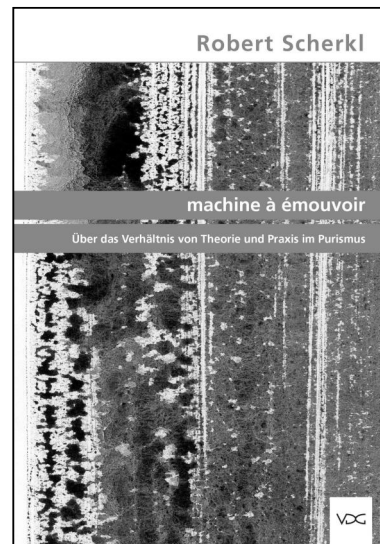 Robert Scherkl
machine à émouvoir
Über das Verhältnis von Theorie und Praxis im Purismus
VDG